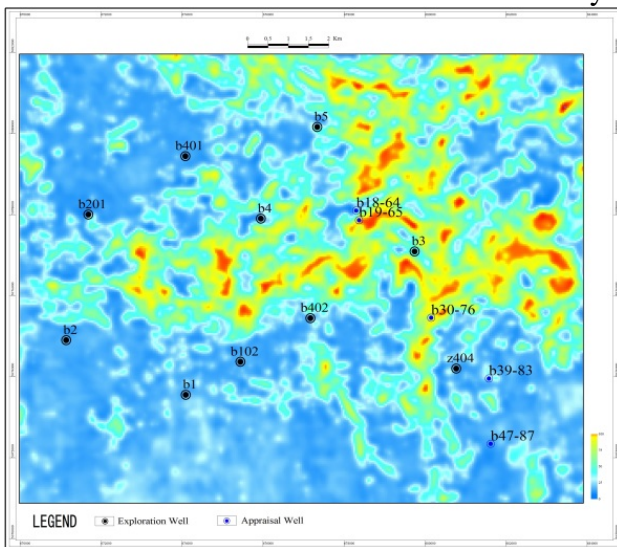 y
0 0.5 1 1.5 2 Km
b5
b401
b201
b18-64
b4
b19-65
b3
b402
b30-76
b2
b102
z404
b39-83
b1
b47-87
LEGEND Exploration Well Appraisal Well